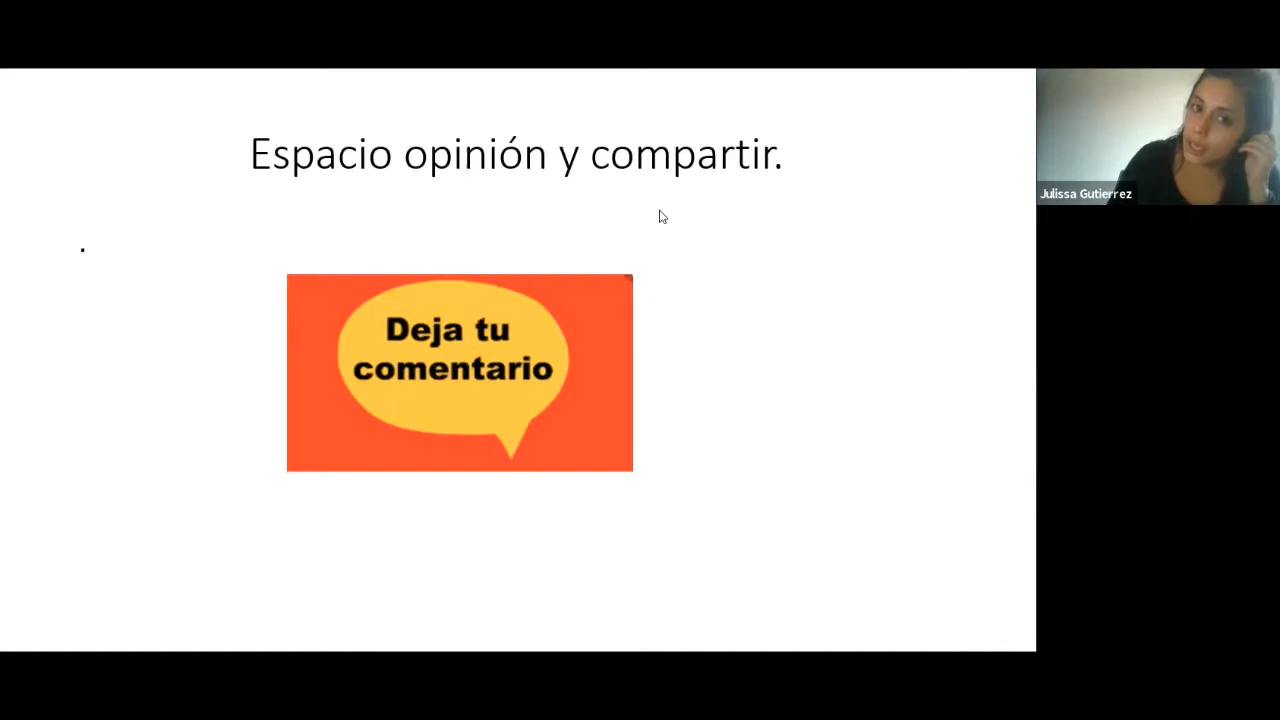 Espacio opinión y compartir.
.
Deja tu
comentario
Julissa Gutierrez